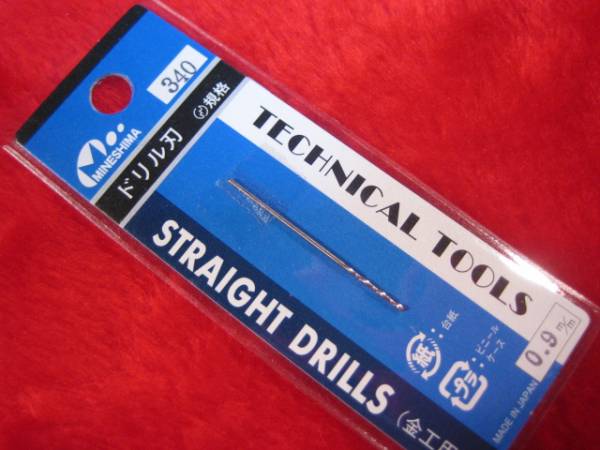 340
MINESHIMA
ドリル刃
規格
TECHNICAL TOOLS
STRAIGHT DRILLS
(金工用
紙
:台紙
プラ
:ビニール
ケース
0.9 m/m
MADE IN JAPAN